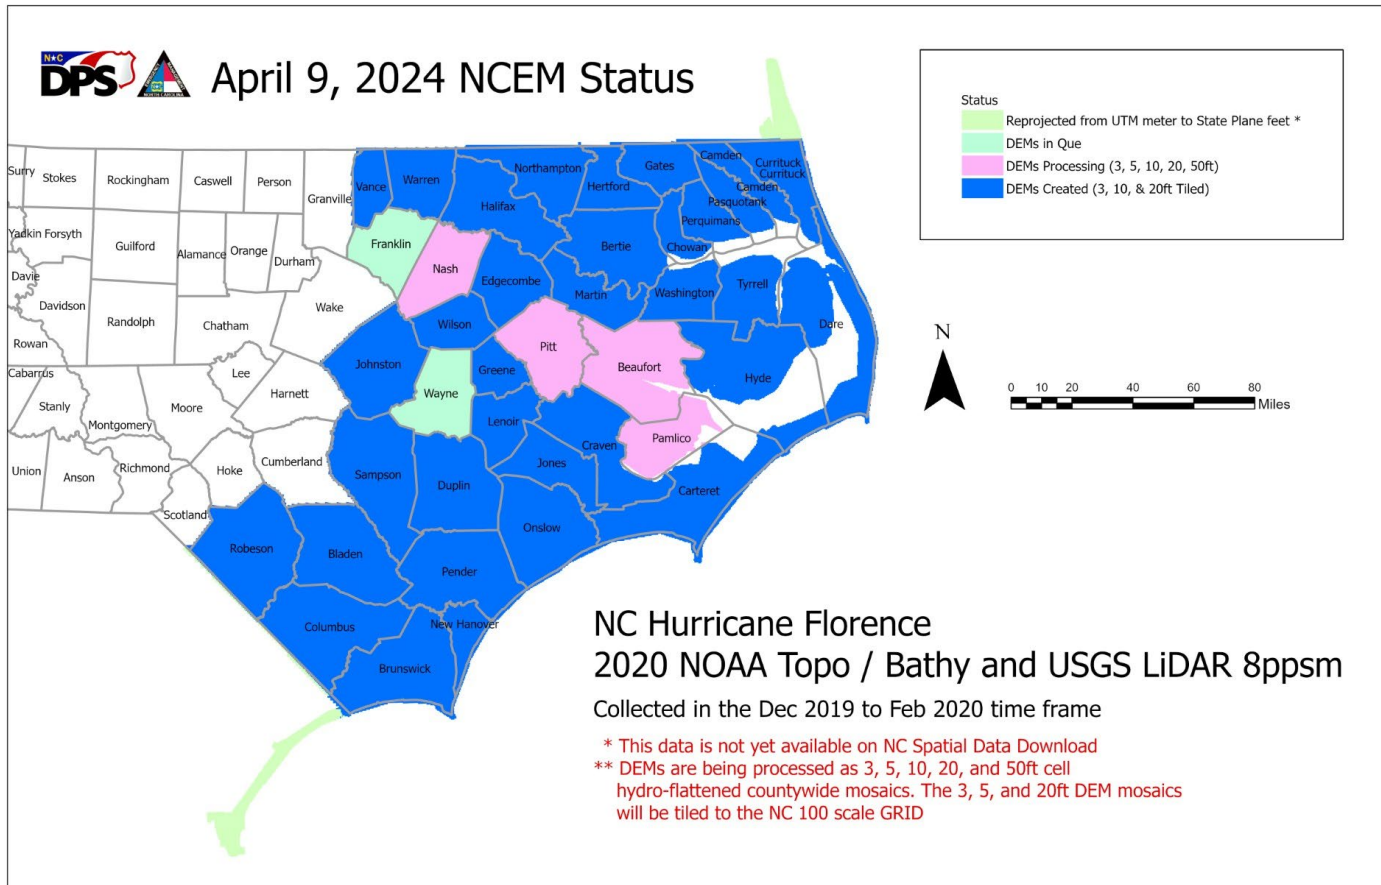 N★C
DPS
NORTH CAROLINA
April 9, 2024 NCEM Status
Status
Reprojected from UTM meter to State Plane feet *
DEMs in Que
DEMs Processing (3, 5, 10, 20, 50ft)
DEMs Created (3, 10, & 20ft Tiled)
Surry
Stokes
Rockingham
Caswell
Person
Granville
Vance
Warren
Northampton
Hertford
Gates
Camden
Currituck
Currituck
Camden
Pasquotank
Perquimans
Chowan
Halifax
Bertie
Yadkin
Forsyth
Guilford
Alamance
Orange
Durham
Franklin
Nash
Edgecombe
Martin
Washington
Tyrrell
Dare
Davie
Davidson
Randolph
Chatham
Wake
Wilson
Pitt
Beaufort
Hyde
Rowan
Cabarrus
Stanly
Montgomery
Moore
Lee
Harnett
Johnston
Wayne
Greene
Lenoir
Craven
Pamlico
Union
Anson
Richmond
Scotland
Hoke
Cumberland
Sampson
Duplin
Jones
Onslow
Carteret
Robeson
Bladen
Pender
Columbus
New Hanover
Brunswick
N
0 10 20 40 60 80
Miles
NC Hurricane Florence
2020 NOAA Topo / Bathy and USGS LiDAR 8ppsm
Collected in the Dec 2019 to Feb 2020 time frame
* This data is not yet available on NC Spatial Data Download
** DEMs are being processed as 3, 5, 10, 20, and 50ft cell
hydro-flattened countywide mosaics. The 3, 5, and 20ft DEM mosaics
will be tiled to the NC 100 scale GRID